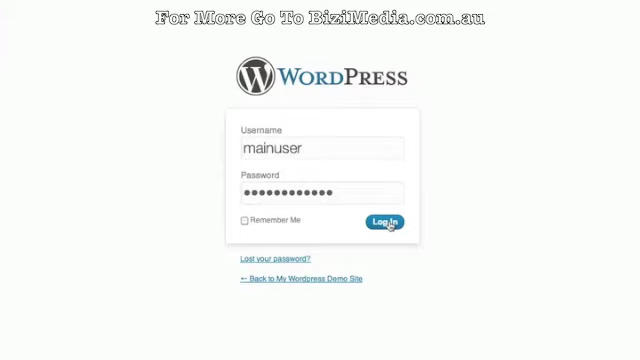 For More Go To BiziMedia.com.au
WORDPRESS
Username
mainuser
Password
••••••••••••
Remember Me
Log In
Lost your password?
← Back to My Wordpress Demo Site